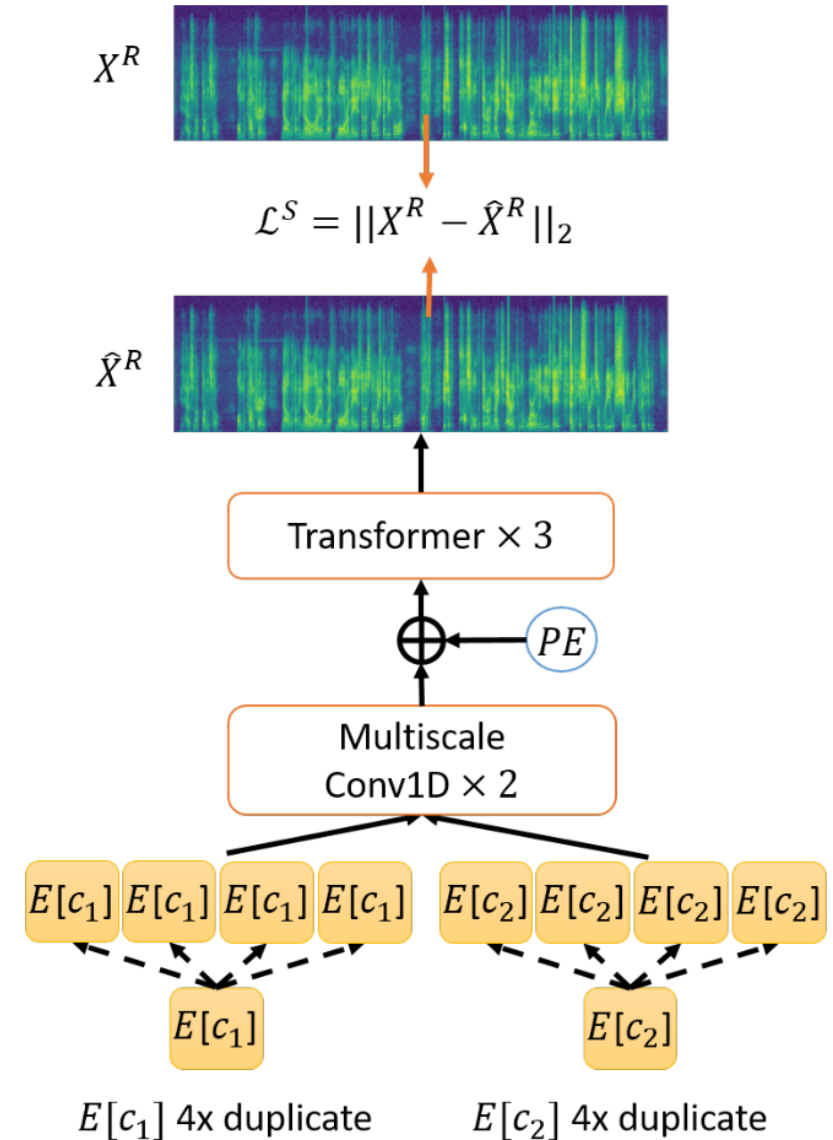 X^R
ℒ^S = ||X^R − X̂^R||_2
X̂^R
Transformer × 3
PE
Multiscale
Conv1D × 2
E[c_1] E[c_1] E[c_1] E[c_1] E[c_2] E[c_2] E[c_2] E[c_2]
E[c_1] E[c_2]
E[c_1] 4x duplicate E[c_2] 4x duplicate